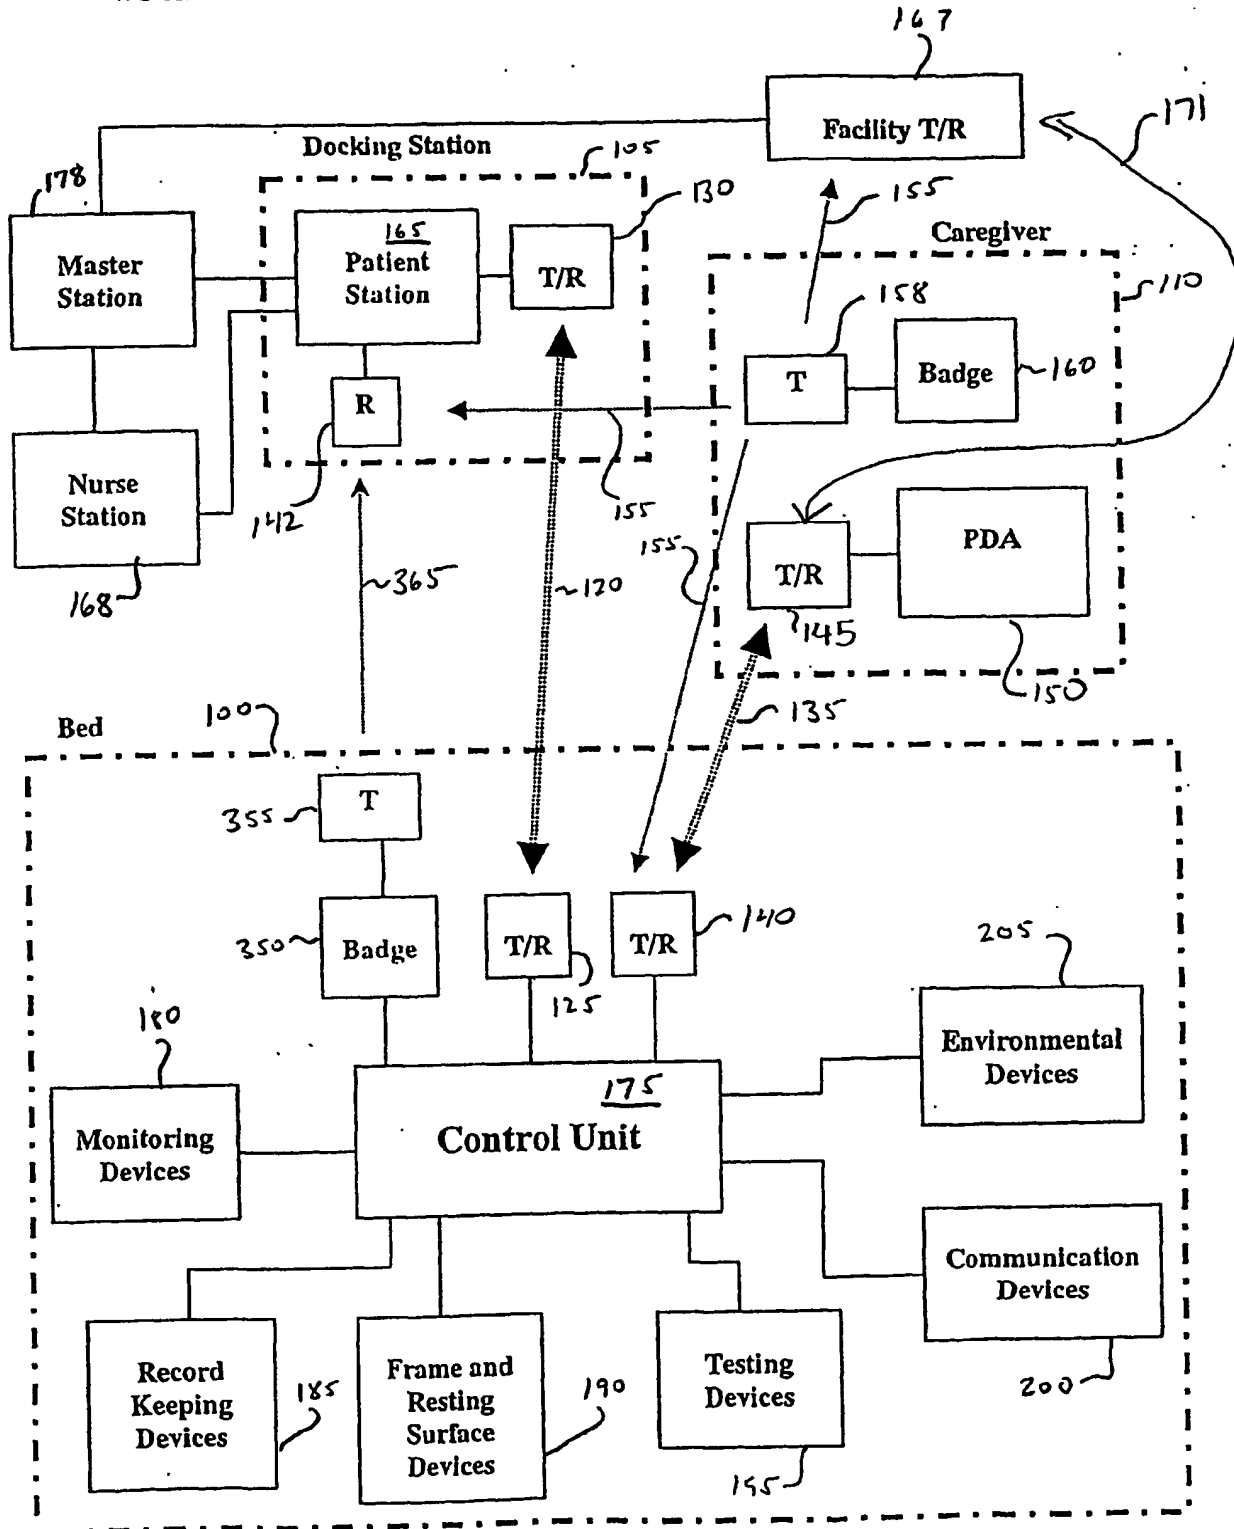 167
Facility T/R
171
Docking Station
105
178
130
155
Master
Station
165
Patient
Station
T/R
Caregiver
110
158
T
Badge
160
R
142
155
Nurse
Station
168
365
120
155
T/R
145
PDA
150
135
Bed
100
355
T
350
Badge
T/R
125
T/R
140
205
Environmental
Devices
180
Monitoring
Devices
175
Control Unit
Communication
Devices
200
Record
Keeping
Devices
185
Frame and
Resting
Surface
Devices
190
Testing
Devices
195